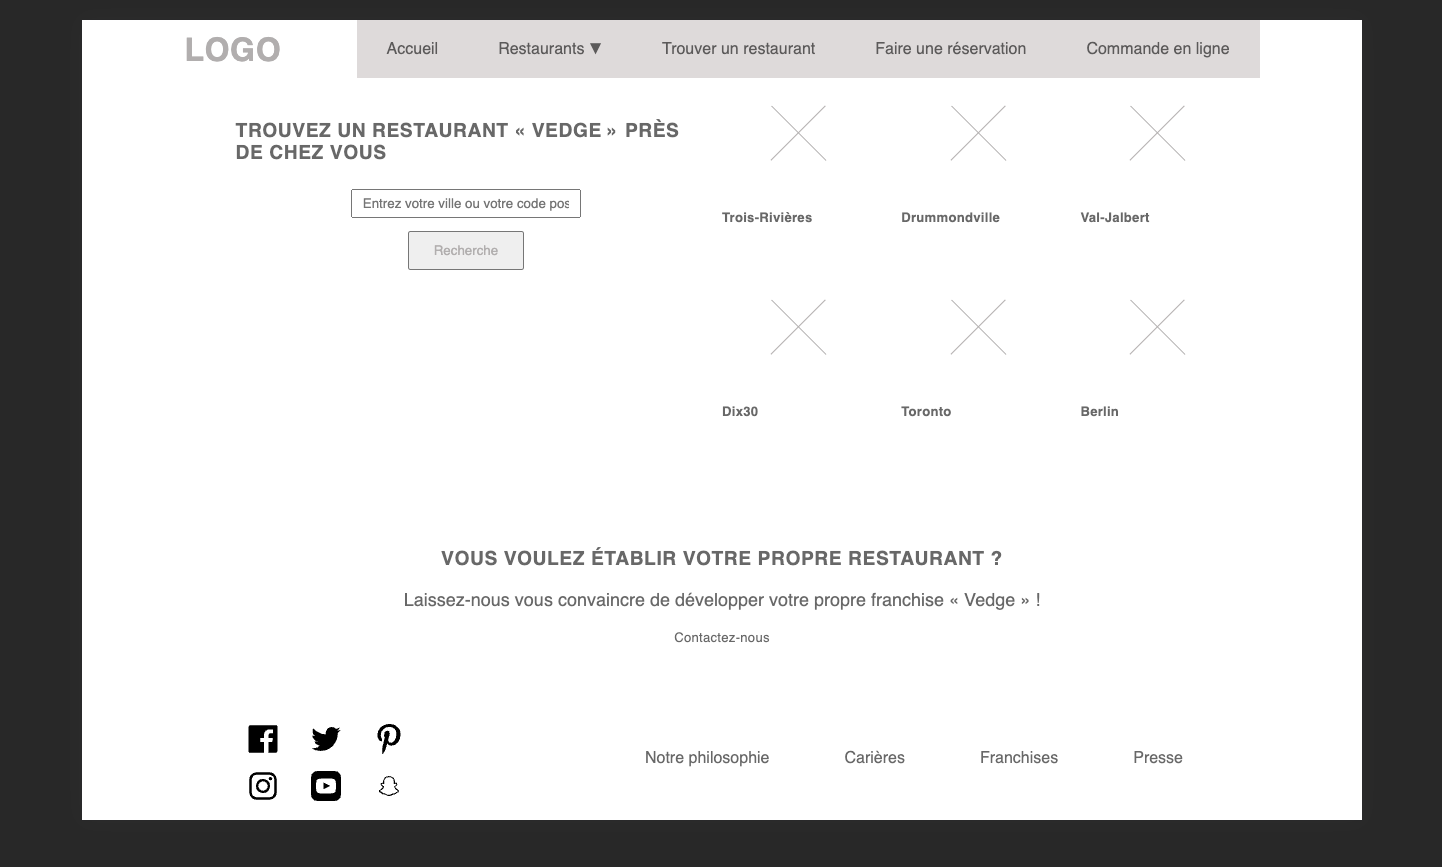 LOGO
Accueil
Restaurants ▼
Trouver un restaurant
Faire une réservation
Commande en ligne
TROUVEZ UN RESTAURANT « VEDGE » PRÈS
DE CHEZ VOUS
Entrez votre ville ou votre code pos
Recherche
Trois-Rivières
Drummondville
Val-Jalbert
Dix30
Toronto
Berlin
VOUS VOULEZ ÉTABLIR VOTRE PROPRE RESTAURANT ?
Laissez-nous vous convaincre de développer votre propre franchise « Vedge » !
Contactez-nous
Notre philosophie
Carières
Franchises
Presse